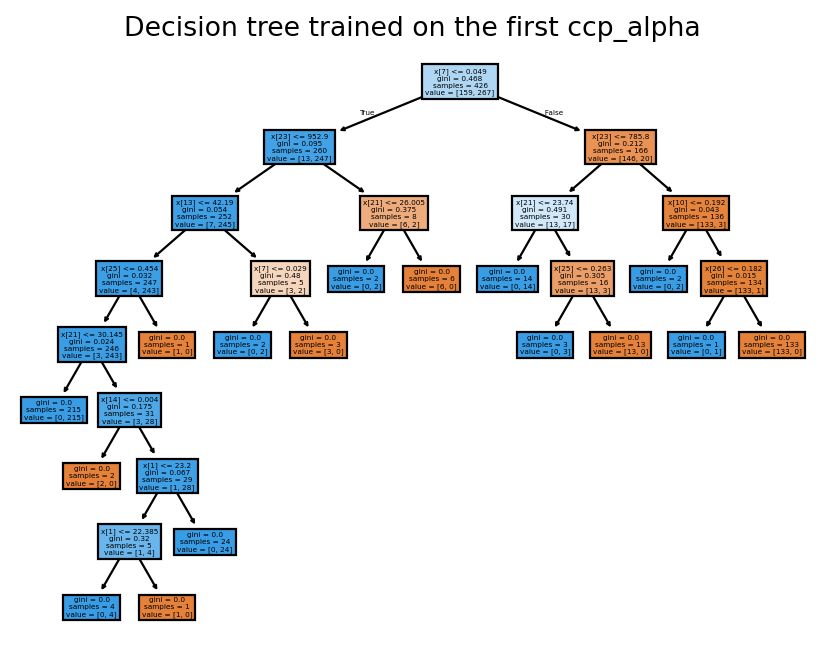 Decision tree trained on the first ccp_alpha
x[7] <= 0.049
gini = 0.468
samples = 426
value = [159, 267]
True
False
x[23] <= 952.9
gini = 0.095
samples = 260
value = [13, 247]
x[23] <= 785.8
gini = 0.212
samples = 166
value = [146, 20]
x[13] <= 42.19
gini = 0.054
samples = 252
value = [7, 245]
x[21] <= 26.005
gini = 0.375
samples = 8
value = [6, 2]
x[21] <= 23.74
gini = 0.491
samples = 30
value = [13, 17]
x[10] <= 0.192
gini = 0.043
samples = 136
value = [133, 3]
x[25] <= 0.454
gini = 0.032
samples = 247
value = [4, 243]
x[7] <= 0.029
gini = 0.48
samples = 5
value = [3, 2]
gini = 0.0
samples = 2
value = [0, 2]
gini = 0.0
samples = 6
value = [6, 0]
gini = 0.0
samples = 14
value = [0, 14]
x[25] <= 0.263
gini = 0.305
samples = 16
value = [13, 3]
gini = 0.0
samples = 2
value = [0, 2]
x[26] <= 0.182
gini = 0.015
samples = 134
value = [133, 1]
x[21] <= 30.145
gini = 0.024
samples = 246
value = [3, 243]
gini = 0.0
samples = 1
value = [1, 0]
gini = 0.0
samples = 2
value = [0, 2]
gini = 0.0
samples = 3
value = [3, 0]
gini = 0.0
samples = 3
value = [0, 3]
gini = 0.0
samples = 13
value = [13, 0]
gini = 0.0
samples = 1
value = [0, 1]
gini = 0.0
samples = 133
value = [133, 0]
gini = 0.0
samples = 215
value = [0, 215]
x[14] <= 0.004
gini = 0.175
samples = 31
value = [3, 28]
gini = 0.0
samples = 2
value = [2, 0]
x[1] <= 23.2
gini = 0.067
samples = 29
value = [1, 28]
x[1] <= 22.385
gini = 0.32
samples = 5
value = [1, 4]
gini = 0.0
samples = 24
value = [0, 24]
gini = 0.0
samples = 4
value = [0, 4]
gini = 0.0
samples = 1
value = [1, 0]